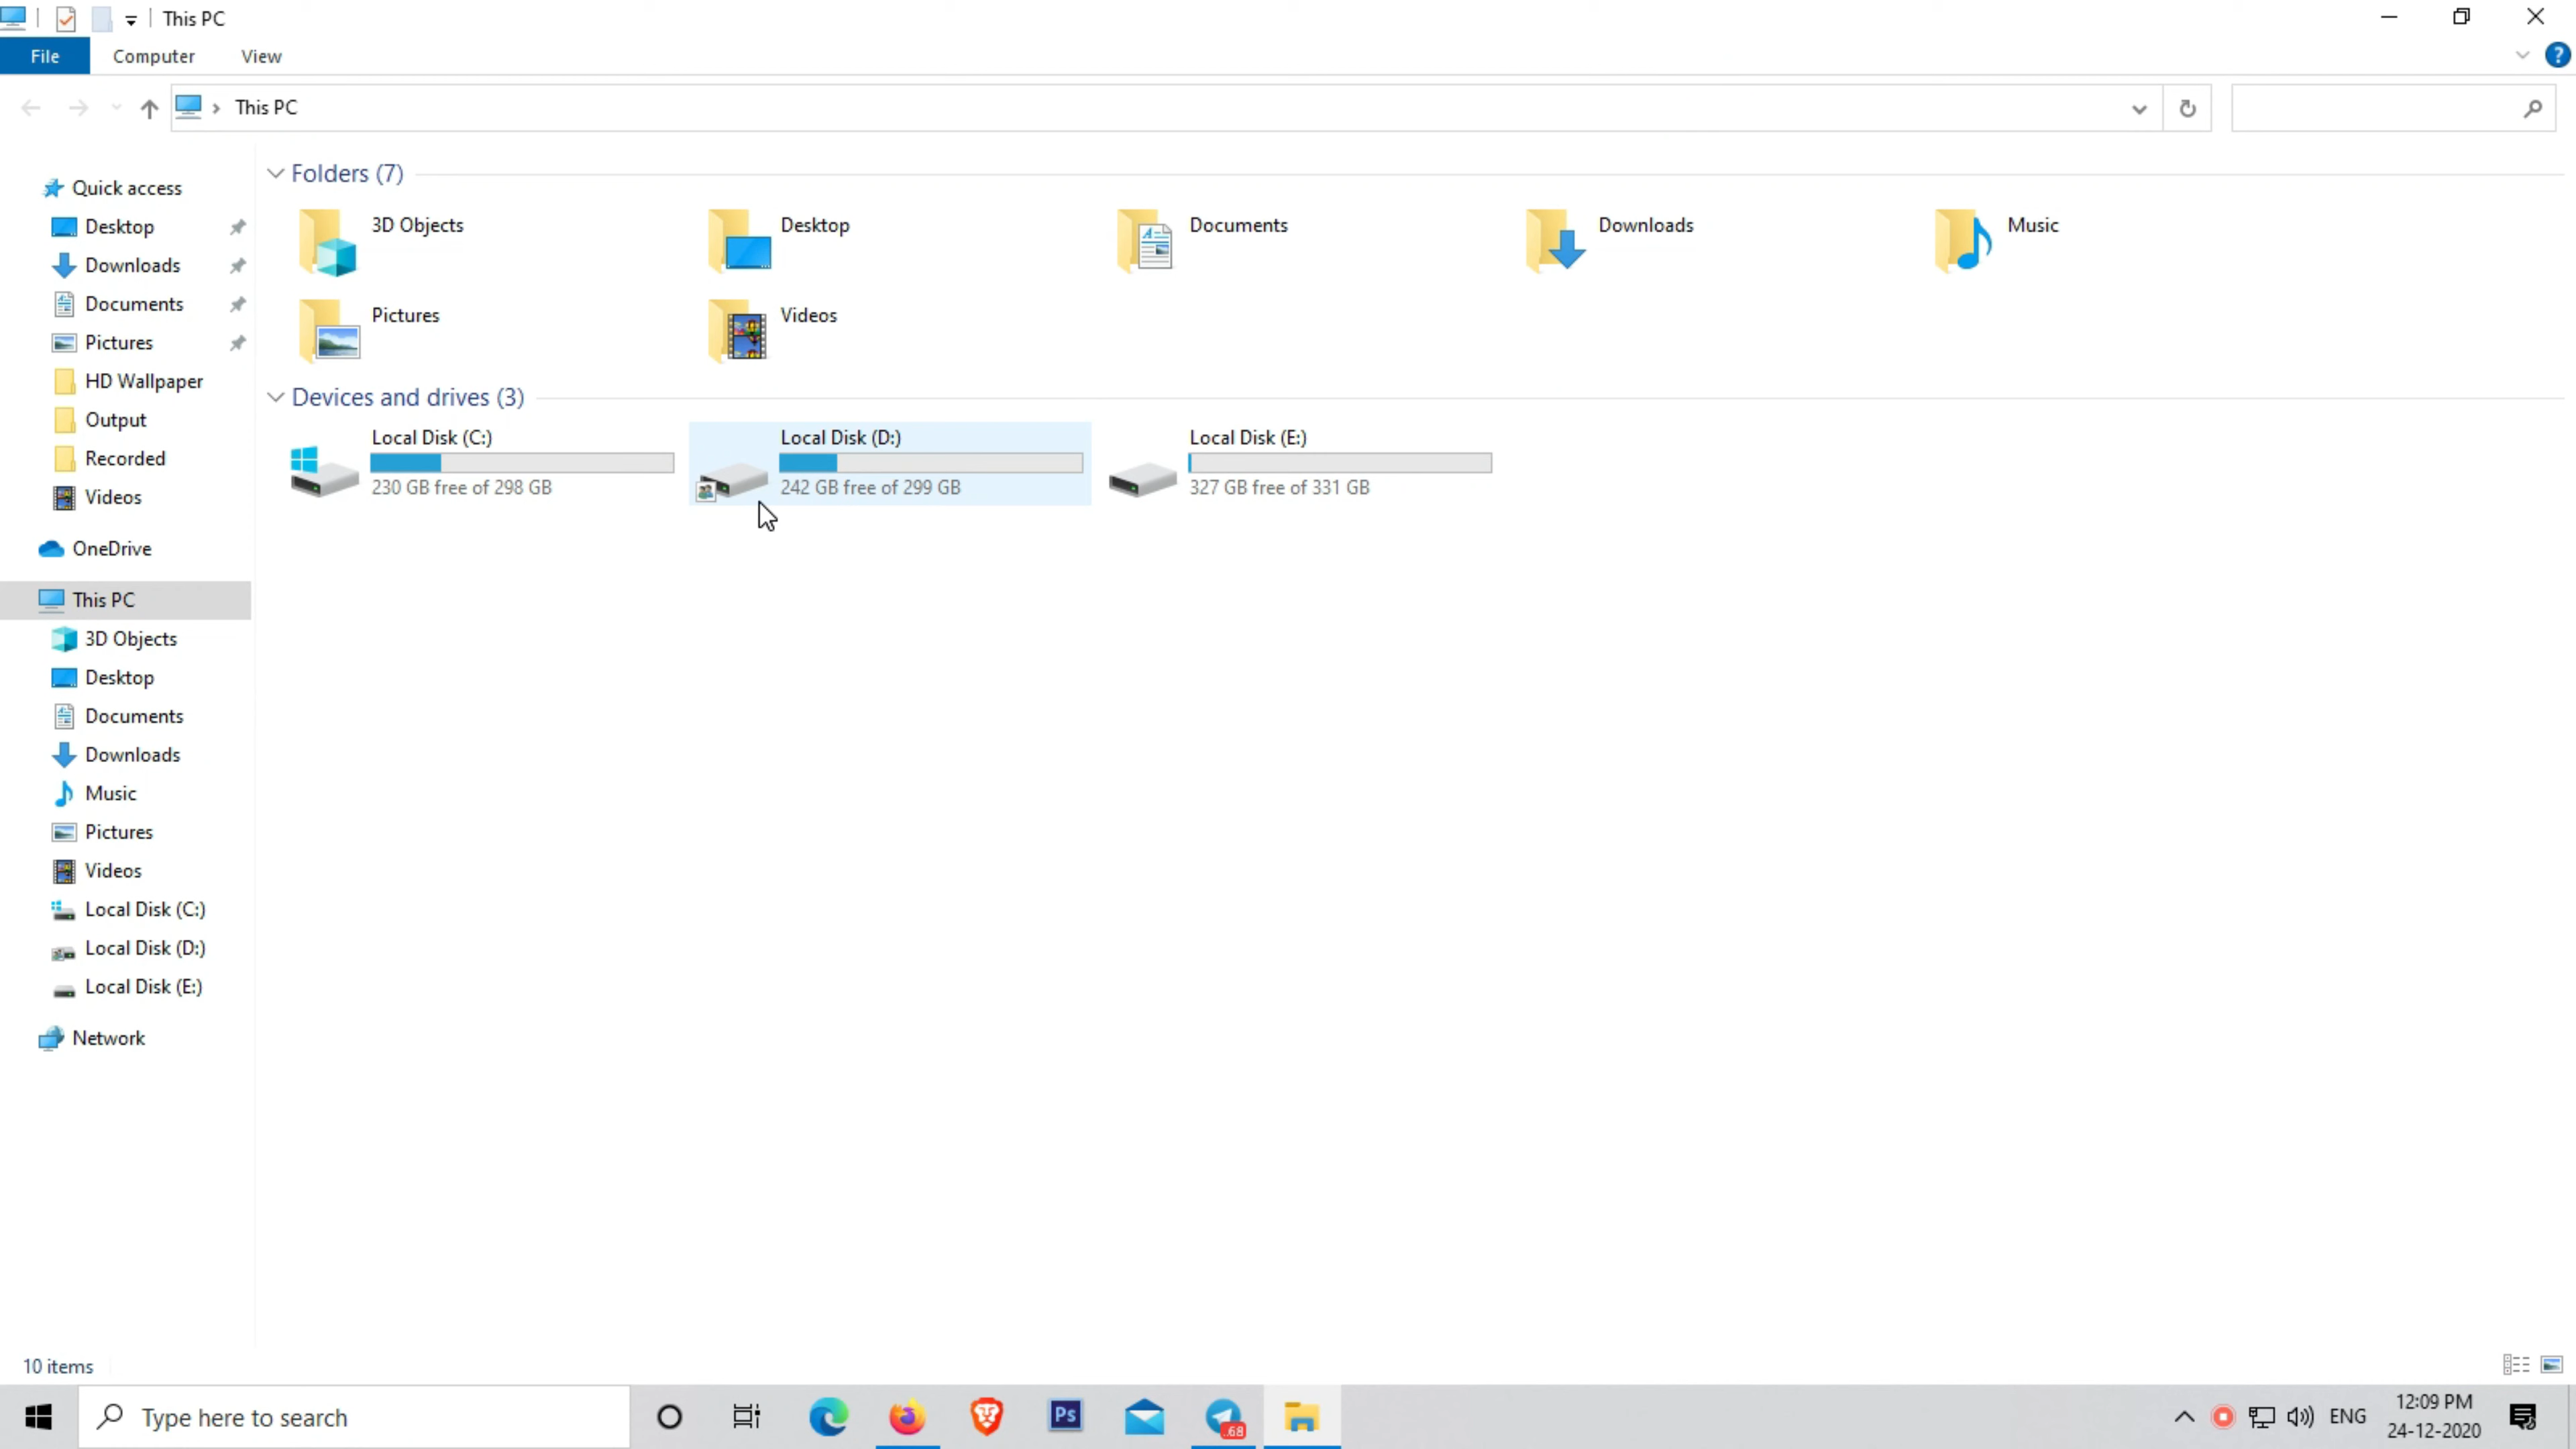 This PC
File
Computer
View
This PC
Quick access
Desktop
Downloads
Documents
Pictures
HD Wallpaper
Output
Recorded
Videos
OneDrive
This PC
3D Objects
Desktop
Documents
Downloads
Music
Pictures
Videos
Local Disk (C:)
Local Disk (D:)
Local Disk (E:)
Network
Folders (7)
3D Objects
Desktop
Documents
Downloads
Music
Pictures
Videos
Devices and drives (3)
Local Disk (C:)
230 GB free of 298 GB
Local Disk (D:)
242 GB free of 299 GB
Local Disk (E:)
327 GB free of 331 GB
10 items
Type here to search
Ps
..68
ENG
12:09 PM
24-12-2020